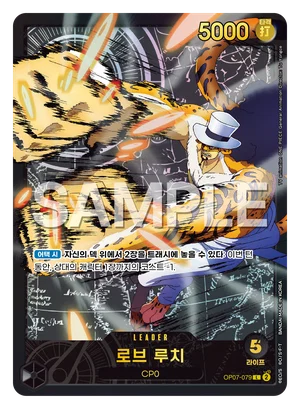 5000
打
SAMPLE
어택 시 자신의 덱 위에서 2장을 트래시에 놓을 수 있다: 이번 턴
동안, 상대의 캐릭터 1장까지의 코스트 -1.
LEADER
로브 루치
CP0
5
라이프
OP07-079 L 2